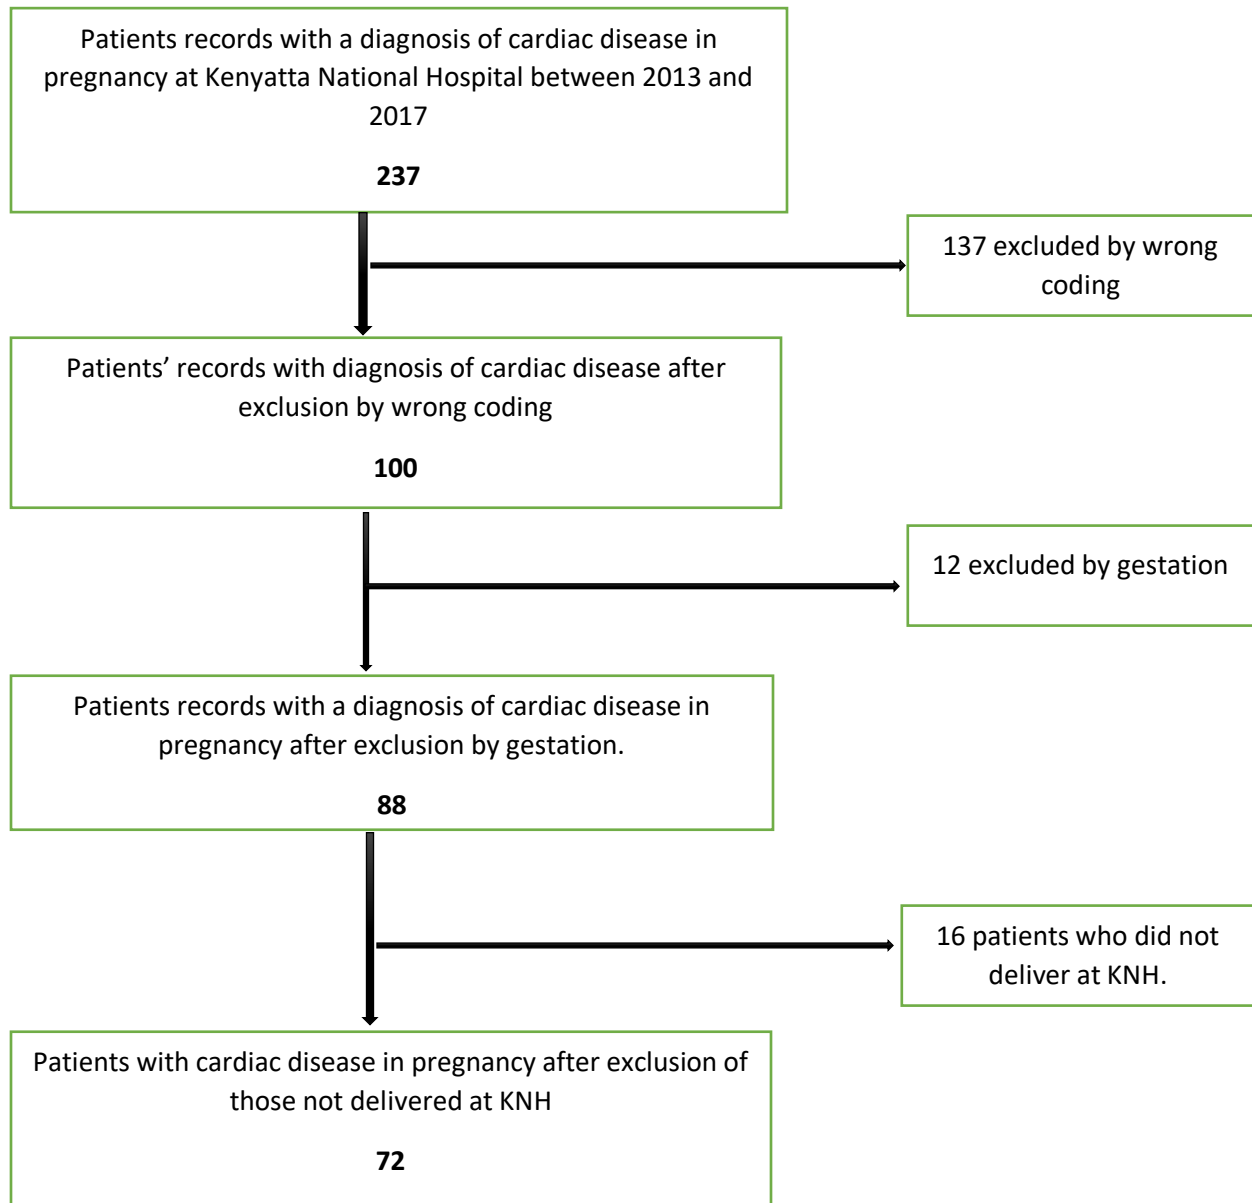 Patients records with a diagnosis of cardiac disease in
pregnancy at Kenyatta National Hospital between 2013 and
2017
237
137 excluded by wrong
coding
Patients’ records with diagnosis of cardiac disease after
exclusion by wrong coding
100
12 excluded by gestation
Patients records with a diagnosis of cardiac disease in
pregnancy after exclusion by gestation.
88
16 patients who did not
deliver at KNH.
Patients with cardiac disease in pregnancy after exclusion of
those not delivered at KNH
72